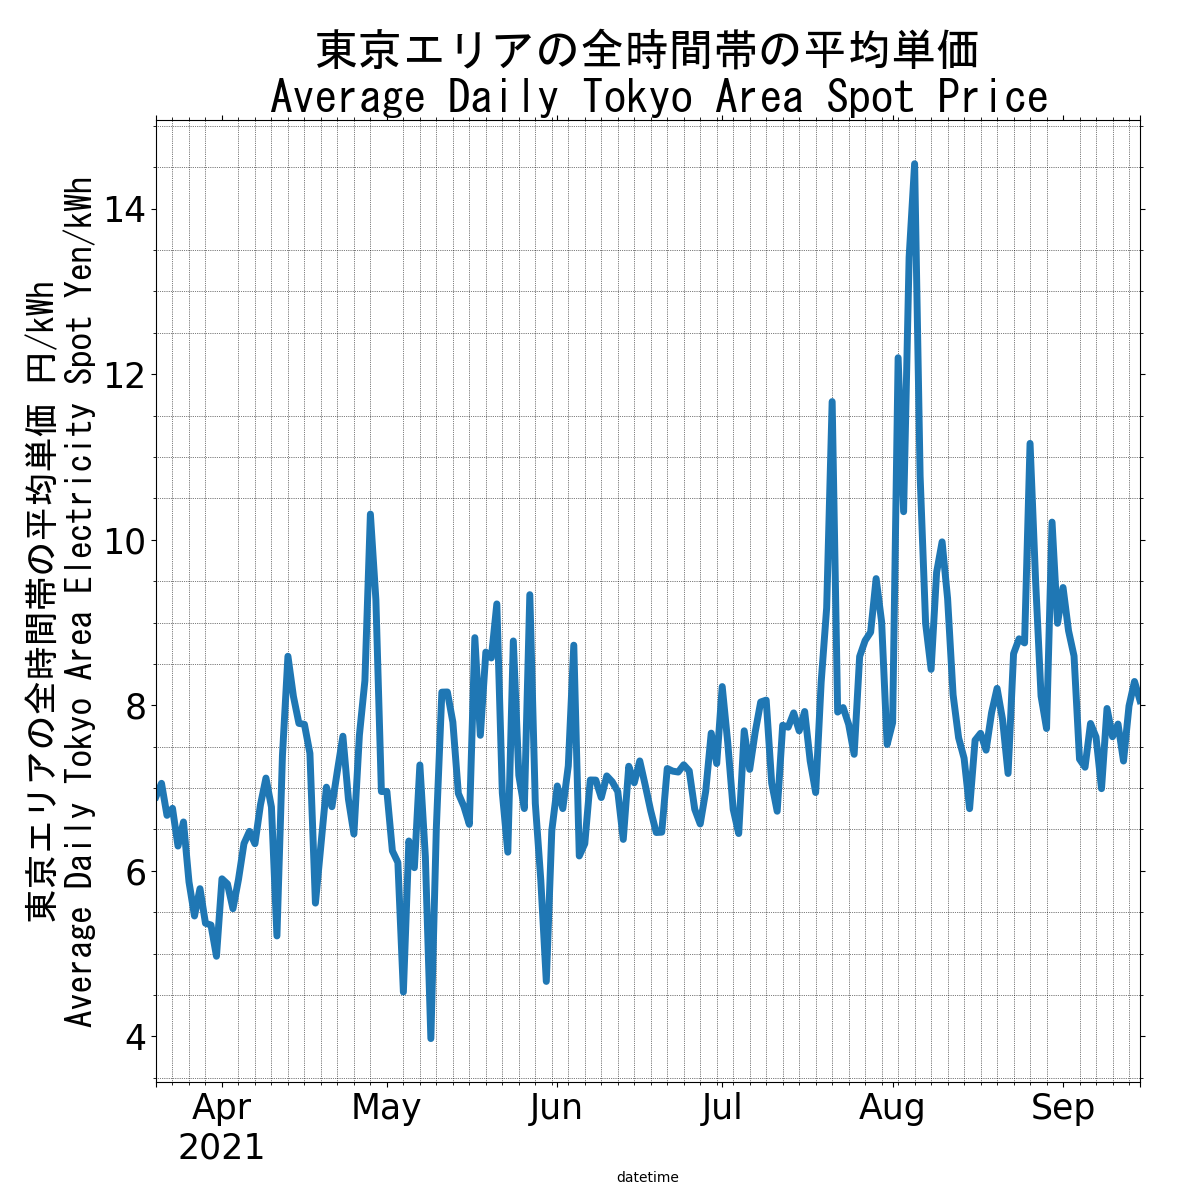 東京エリアの全時間帯の平均単価
Average Daily Tokyo Area Spot Price
東京エリアの全時間帯の平均単価 円/kWh
Average Daily Tokyo Area Electricity Spot Yen/kWh
14
12
10
8
6
4
Apr
2021
May
Jun
Jul
Aug
Sep
datetime